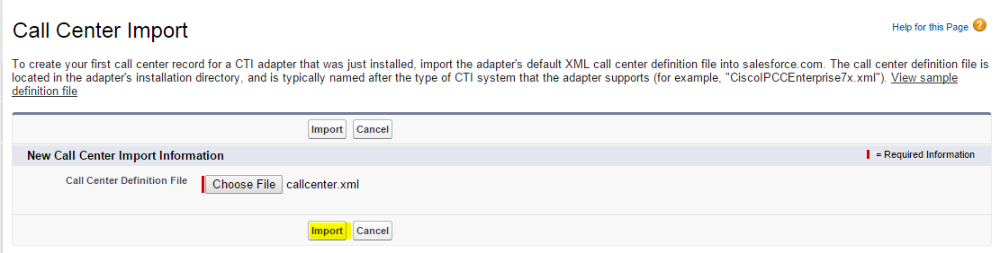 Call Center Import
Help for this Page ?
To create your first call center record for a CTI adapter that was just installed, import the adapter's default XML call center definition file into salesforce.com. The call center definition file is
located in the adapter's installation directory, and is typically named after the type of CTI system that the adapter supports (for example, "CiscoIPCCEnterprise7x.xml"). View sample
definition file
Import Cancel
New Call Center Import Information
= Required Information
Call Center Definition File Choose File callcenter.xml
Import Cancel